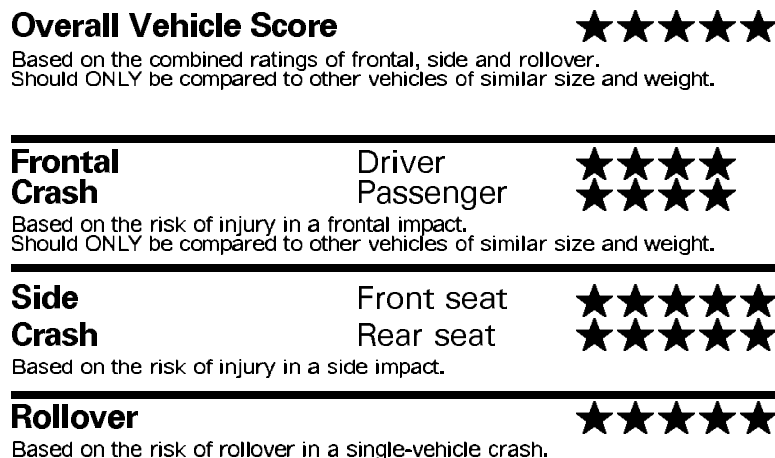 Overall Vehicle Score ★★★★★
Based on the combined ratings of frontal, side and rollover.
Should ONLY be compared to other vehicles of similar size and weight.
Frontal Driver ★★★★
Crash Passenger ★★★★
Based on the risk of injury in a frontal impact.
Should ONLY be compared to other vehicles of similar size and weight.
Side Front seat ★★★★★
Crash Rear seat ★★★★★
Based on the risk of injury in a side impact.
Rollover ★★★★★
Based on the risk of rollover in a single-vehicle crash.